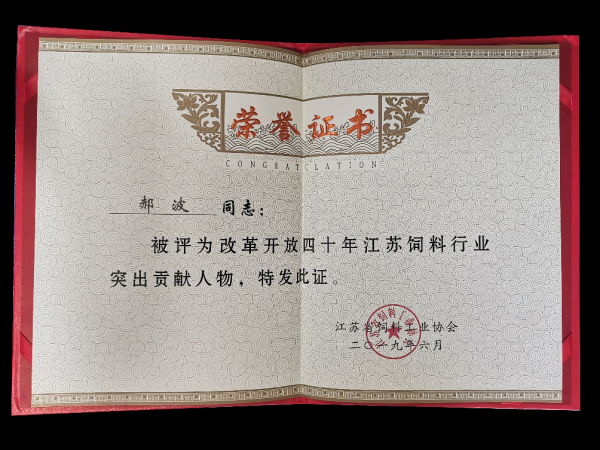 荣誉证书
CONGRATULATION
郝波 同志：
被评为改革开放四十年江苏饲料行业
突出贡献人物，特发此证。
江苏省饲料工业协会
二〇一九年六月